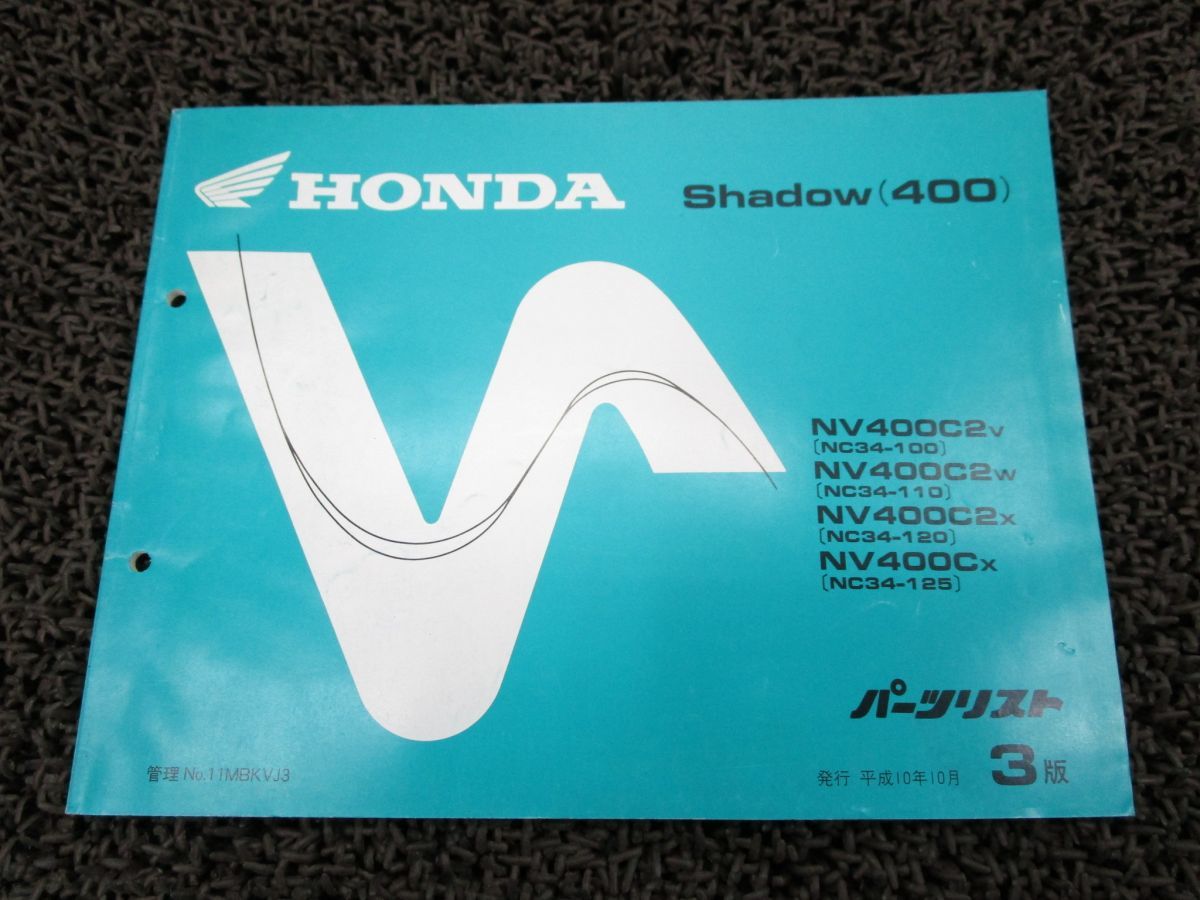 HONDA Shadow(400)
NV400C2V
[NC34-100]
NV400C2W
[NC34-110]
NV400C2X
[NC34-120]
NV400CX
[NC34-125]
パーツリスト
管理 No.11MBKVJ3
発行 平成10年10月 3版